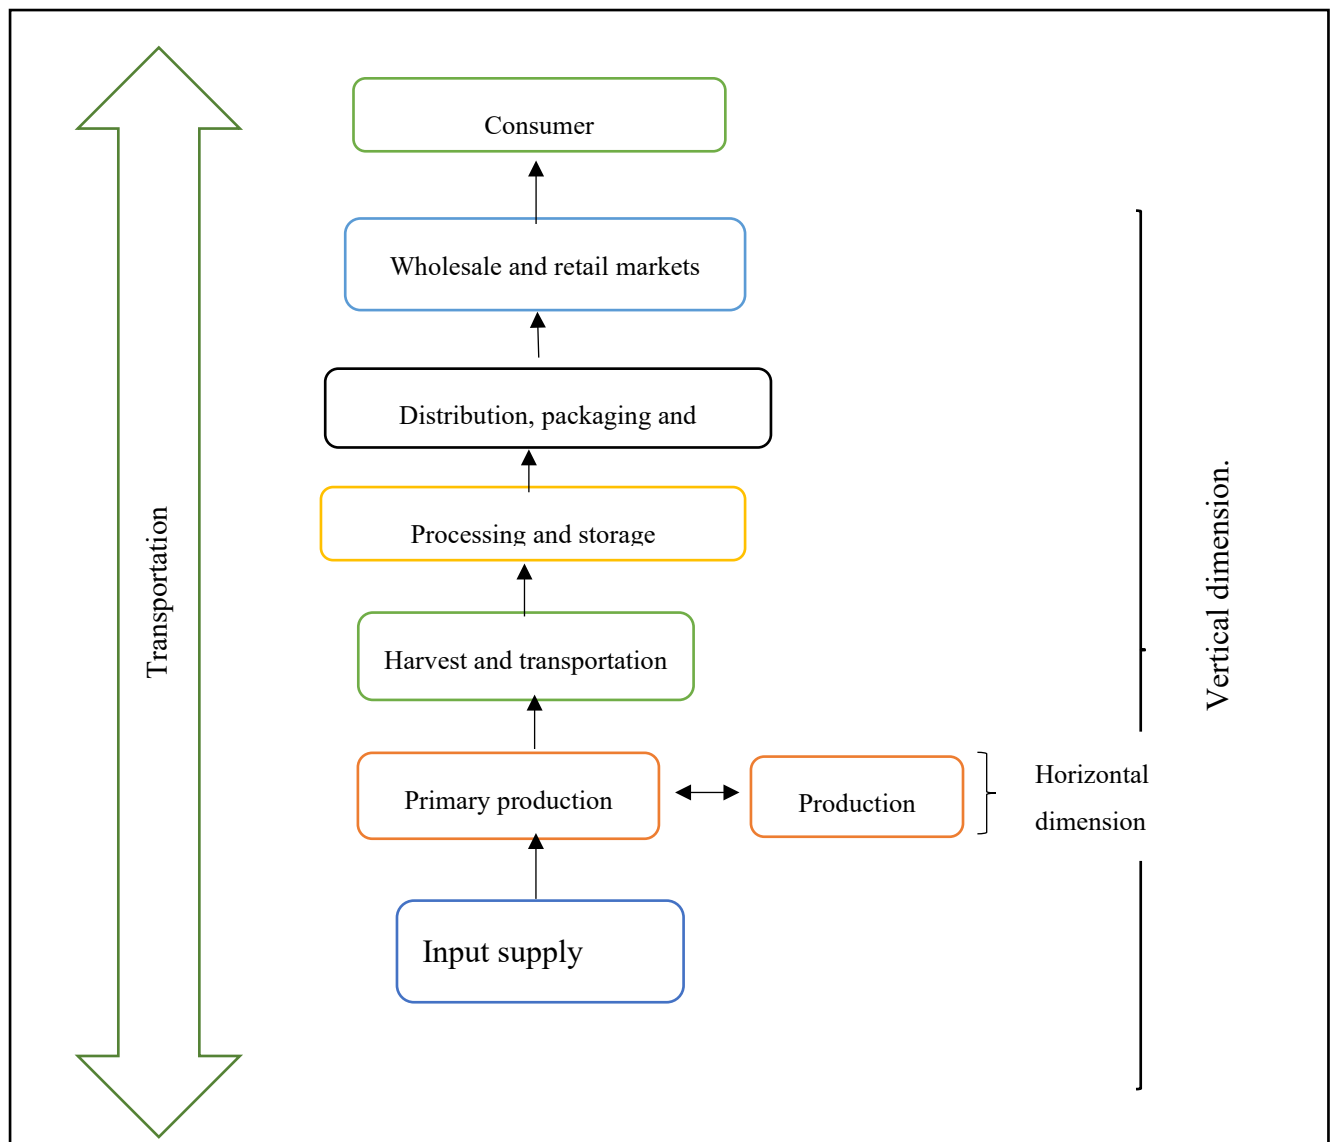 Consumer
Wholesale and retail markets
Distribution, packaging and
Processing and storage
Harvest and transportation
Primary production
Production
Horizontal
dimension
Input supply
Transportation
Vertical dimension.